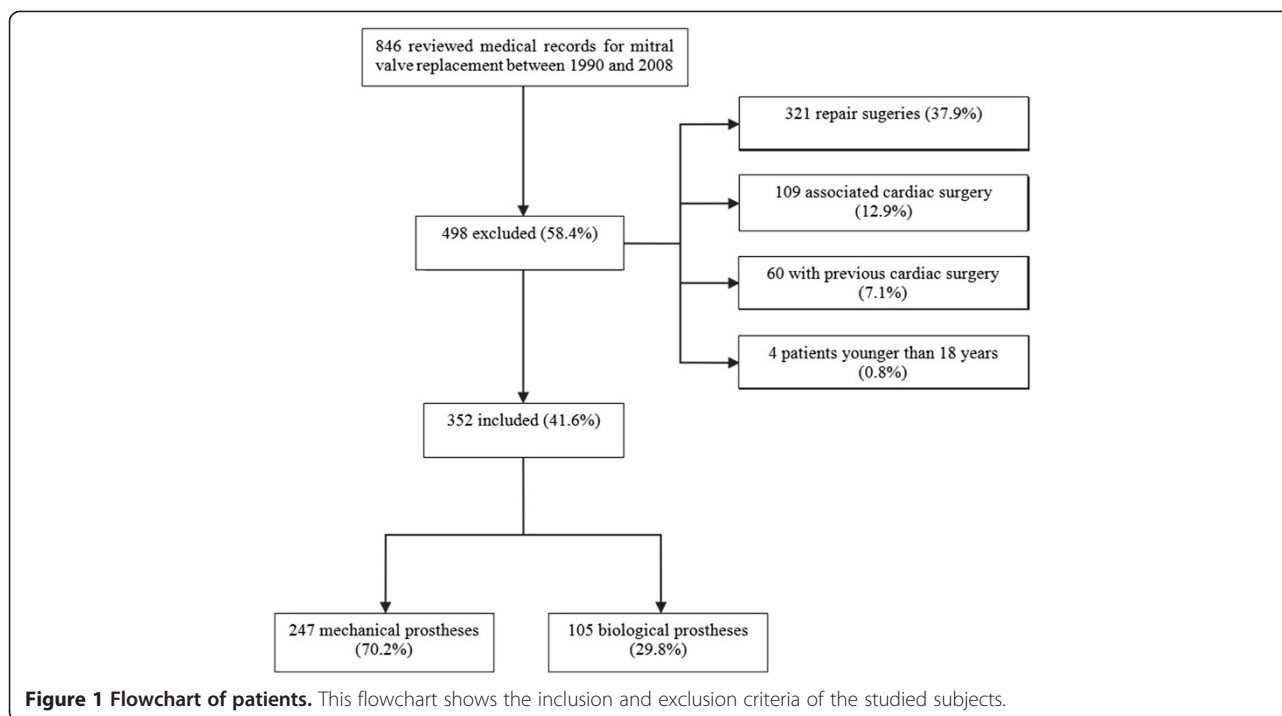 846 reviewed medical records for mitral
valve replacement between 1990 and 2008
321 repair sugeries (37.9%)
109 associated cardiac surgery
(12.9%)
498 excluded (58.4%)
60 with previous cardiac surgery
(7.1%)
4 patients younger than 18 years
(0.8%)
352 included (41.6%)
247 mechanical prostheses
(70.2%)
105 biological prostheses
(29.8%)
Figure 1 Flowchart of patients. This flowchart shows the inclusion and exclusion criteria of the studied subjects.